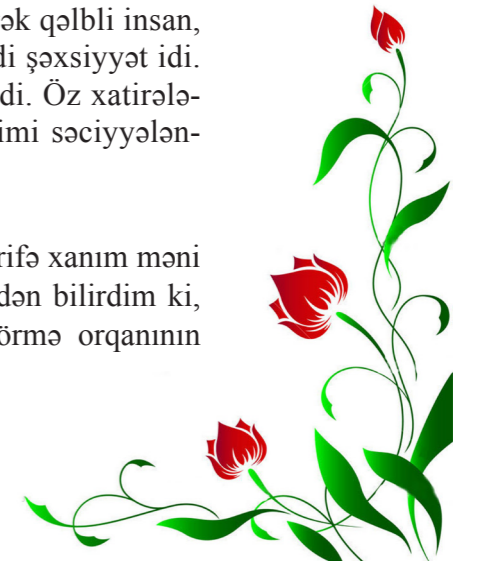 ək qəlbli insan,
di şəxsiyyət idi.
di. Öz xatirələ-
imi səciyyələn-
rifə xanım məni
dən bilirdim ki,
örmə orqanının